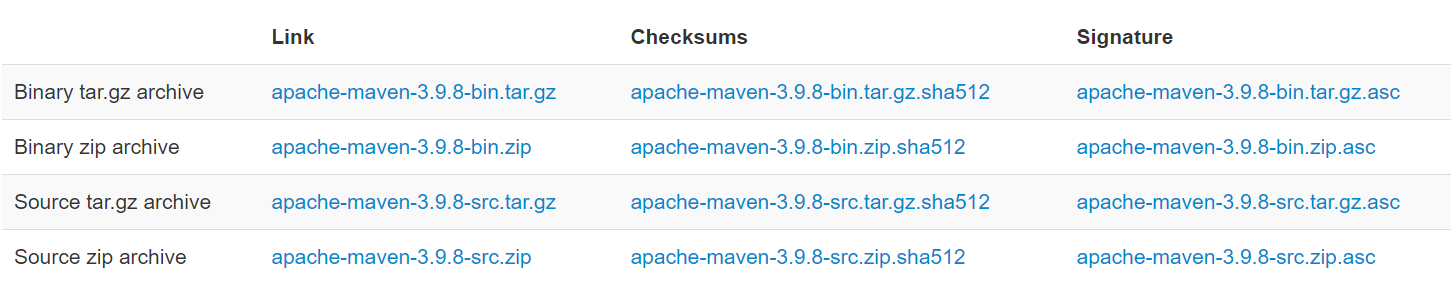 Link Checksums Signature
Binary tar.gz archive apache-maven-3.9.8-bin.tar.gz apache-maven-3.9.8-bin.tar.gz.sha512 apache-maven-3.9.8-bin.tar.gz.asc
Binary zip archive apache-maven-3.9.8-bin.zip apache-maven-3.9.8-bin.zip.sha512 apache-maven-3.9.8-bin.zip.asc
Source tar.gz archive apache-maven-3.9.8-src.tar.gz apache-maven-3.9.8-src.tar.gz.sha512 apache-maven-3.9.8-src.tar.gz.asc
Source zip archive apache-maven-3.9.8-src.zip apache-maven-3.9.8-src.zip.sha512 apache-maven-3.9.8-src.zip.asc